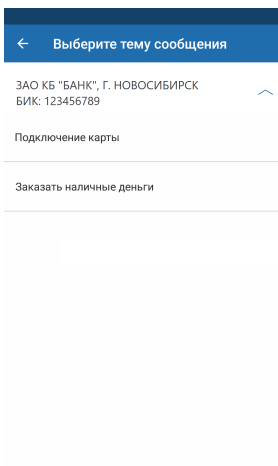 Выберите тему сообщения
ЗАО КБ "БАНК", Г. НОВОСИБИРСК
БИК: 123456789
Подключение карты
Заказать наличные деньги